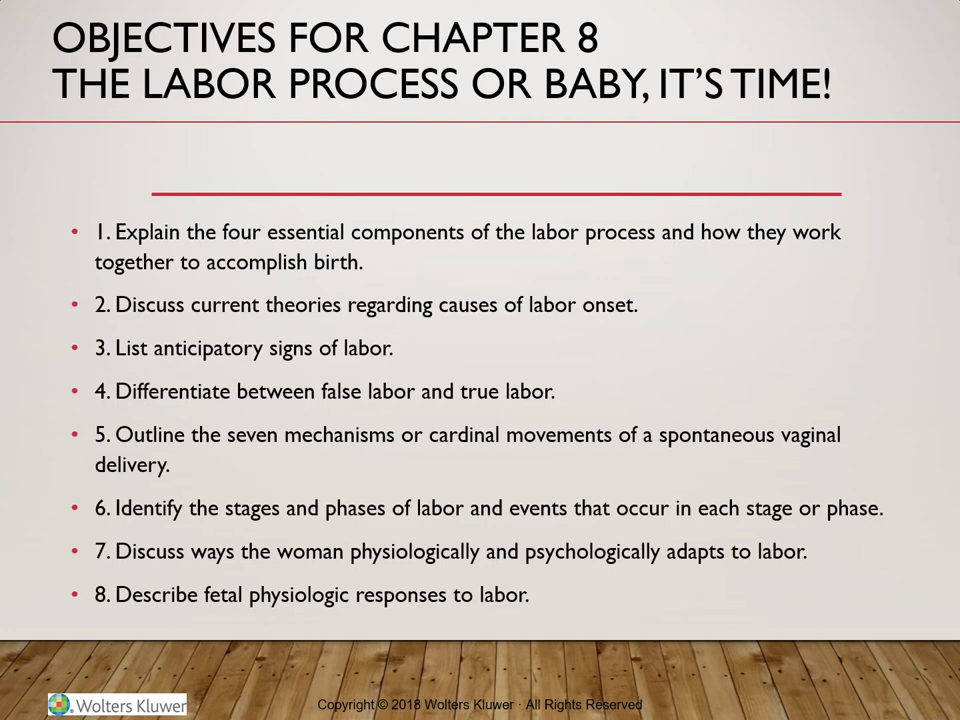 OBJECTIVES FOR CHAPTER 8
THE LABOR PROCESS OR BABY, IT'S TIME!
• 1. Explain the four essential components of the labor process and how they work
together to accomplish birth.
• 2. Discuss current theories regarding causes of labor onset.
• 3. List anticipatory signs of labor.
• 4. Differentiate between false labor and true labor.
• 5. Outline the seven mechanisms or cardinal movements of a spontaneous vaginal
delivery.
• 6. Identify the stages and phases of labor and events that occur in each stage or phase.
• 7. Discuss ways the woman physiologically and psychologically adapts to labor.
• 8. Describe fetal physiologic responses to labor.
Wolters Kluwer
Copyright © 2018 Wolters Kluwer · All Rights Reserved